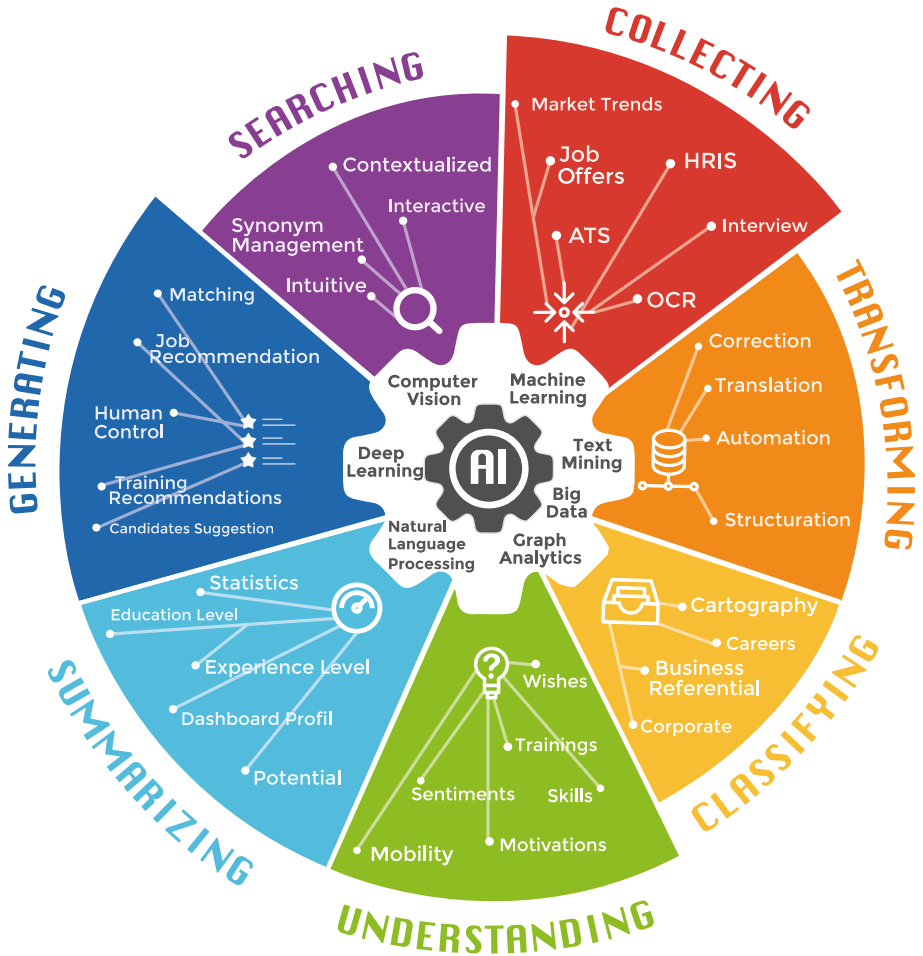 COLLECTING
Market Trends
Job
Offers
HRIS
ATS
Interview
OCR
TRANSFORMING
Correction
Translation
Automation
Structuration
CLASSIFYING
Cartography
Careers
Business
Referential
Corporate
UNDERSTANDING
Wishes
Trainings
Sentiments
Skills
Motivations
Mobility
SUMMARIZING
Statistics
Education Level
Experience Level
Dashboard Profil
Potential
GENERATING
Matching
Job
Recommendation
Human
Control
Training
Recommendations
Candidates Suggestion
SEARCHING
Contextualized
Interactive
Synonym
Management
Intuitive
Computer
Vision
Machine
Learning
Deep
Learning
AI
Text
Mining
Big
Data
Natural
Language
Processing
Graph
Analytics